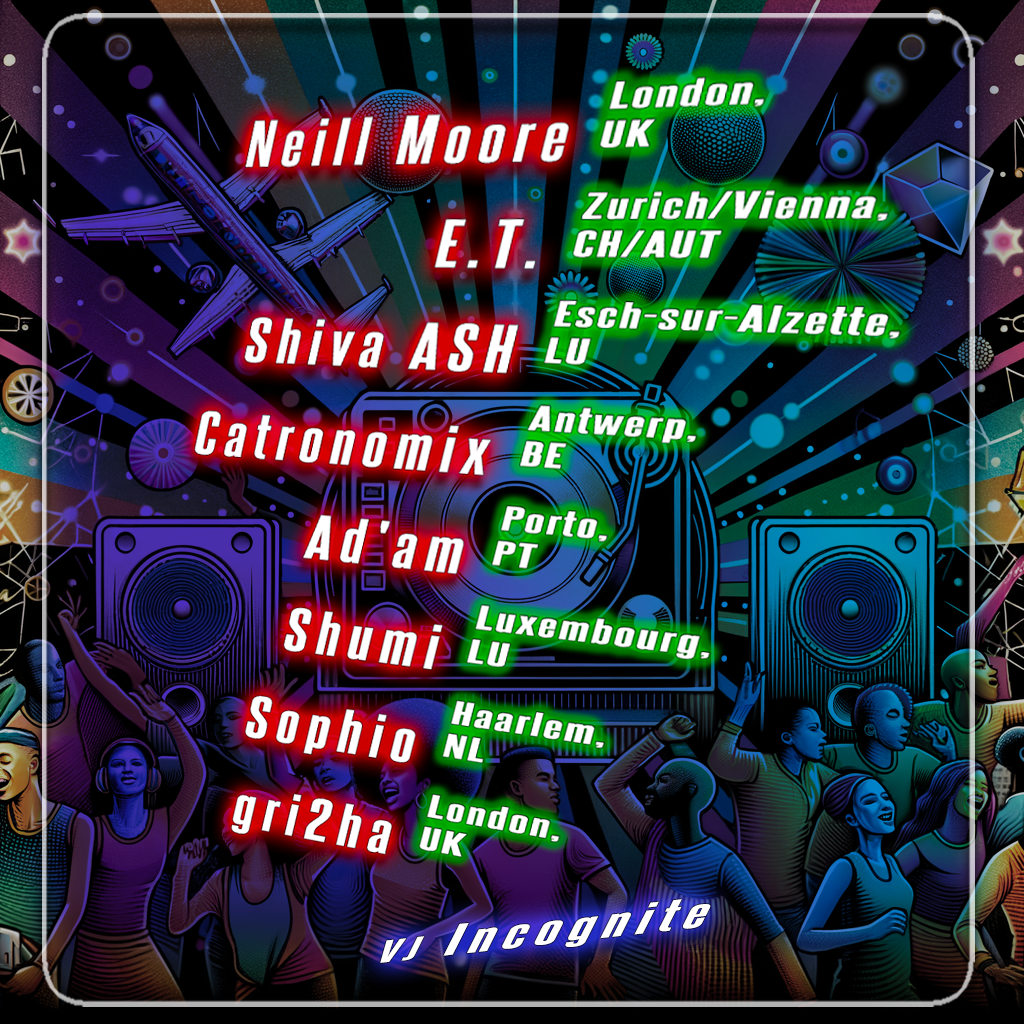 Neill Moore
London,
UK
E.T.
Zurich/Vienna,
CH/AUT
Shiva ASH
Esch-sur-Alzette,
LU
Catronomix
Antwerp,
BE
Ad'am
Porto,
PT
Shumi
Luxembourg,
LU
Sophio
Haarlem,
NL
gri2ha
London,
UK
VJ Incognite